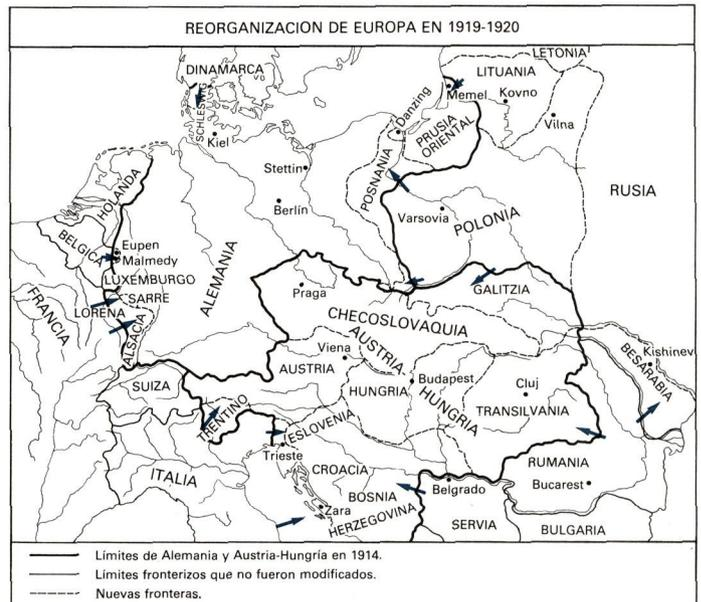 REORGANIZACION DE EUROPA EN 1919-1920
LETONIA
DINAMARCA
LITUANIA
Memel
Kovno
SCHLESWIG
Danzing
Vilna
Kiel
PRUSIA
ORIENTAL
Stettin
HOLANDA
POSNANIA
RUSIA
Berlín
Varsovia
POLONIA
BELGICA
Eupen
Malmedy
ALEMANIA
LUXEMBURGO
GALITZIA
SARRE
Praga
FRANCIA
LORENA
CHECOSLOVAQUIA
ALSACIA
Viena
AUSTRIA
Kishinev
BESARABIA
AUSTRIA
SUIZA
HUNGRIA
Budapest
HUNGRIA
Cluj
TRANSILVANIA
TRENTINO
ESLOVENIA
Trieste
ITALIA
CROACIA
RUMANIA
BOSNIA
Belgrado
Bucarest
Zara
HERZEGOVINA
SERVIA
BULGARIA
Límites de Alemania y Austria-Hungría en 1914.
Límites fronterizos que no fueron modificados.
Nuevas fronteras.